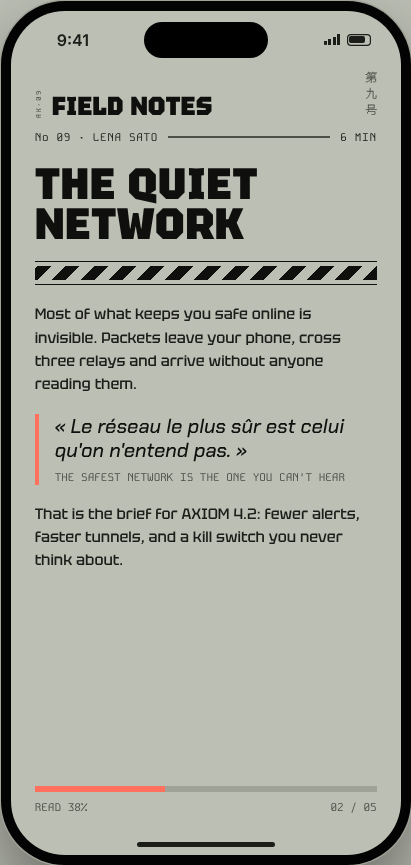 9:41
第九号
AX·09
FIELD NOTES
No 09 · LENA SATO
6 MIN
THE QUIET
NETWORK
Most of what keeps you safe online is
invisible. Packets leave your phone, cross
three relays and arrive without anyone
reading them.
« Le réseau le plus sûr est celui
qu'on n'entend pas. »
THE SAFEST NETWORK IS THE ONE YOU CAN'T HEAR
That is the brief for AXIOM 4.2: fewer alerts,
faster tunnels, and a kill switch you never
think about.
READ 38%
02 / 05